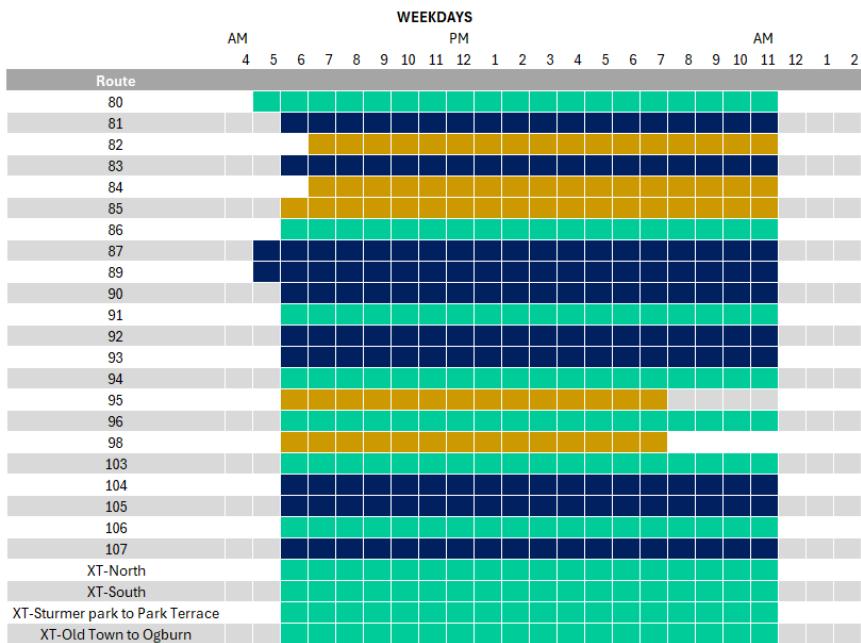 WEEKDAYS
AM PM AM
4 5 6 7 8 9 10 11 12 1 2 3 4 5 6 7 8 9 10 11 12 1 2
Route
80
81
82
83
84
85
86
87
89
90
91
92
93
94
95
96
98
103
104
105
106
107
XT-North
XT-South
XT-Sturmer park to Park Terrace
XT-Old Town to Ogburn